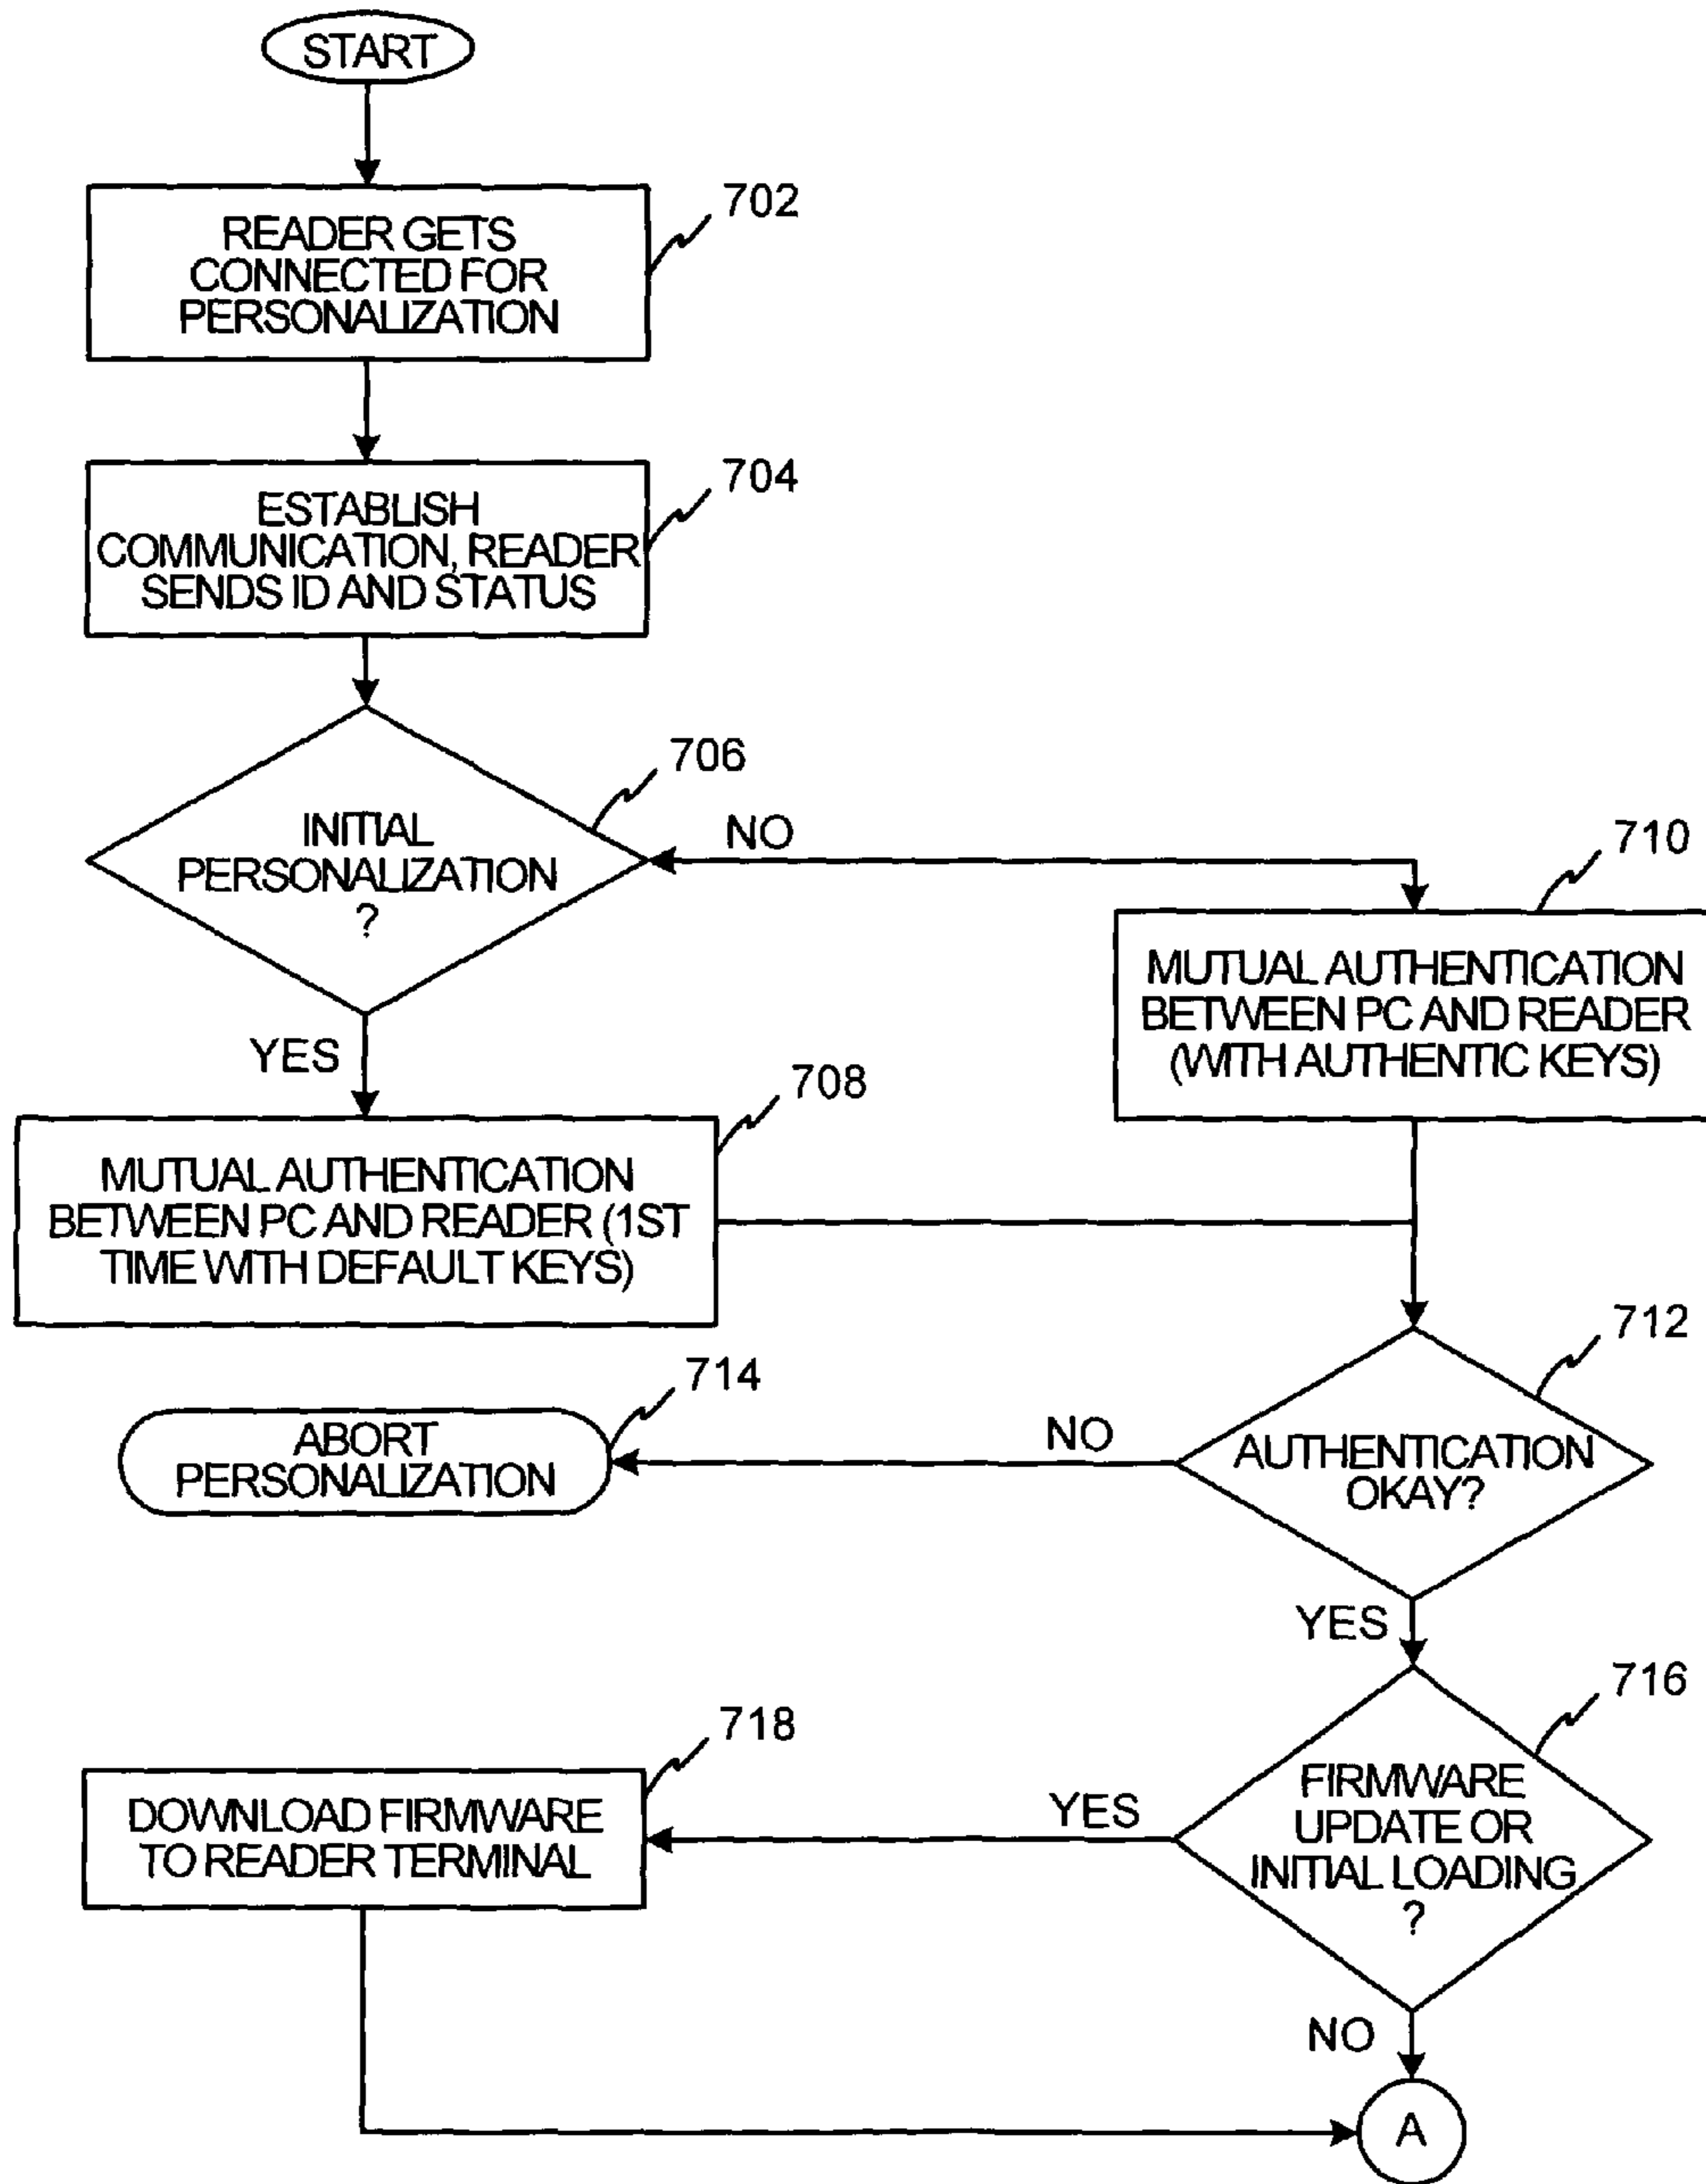 START
702
READER GETS
CONNECTED FOR
PERSONALIZATION
704
ESTABLISH
COMMUNICATION, READER
SENDS ID AND STATUS
706
INITIAL
PERSONALIZATION
?
NO
710
MUTUAL AUTHENTICATION
BETWEEN PC AND READER
(WITH AUTHENTIC KEYS)
YES
708
MUTUAL AUTHENTICATION
BETWEEN PC AND READER (1ST
TIME WITH DEFAULT KEYS)
712
AUTHENTICATION
OKAY?
NO
714
ABORT
PERSONALIZATION
YES
716
FIRMWARE
UPDATE OR
INITIAL LOADING
?
YES
718
DOWNLOAD FIRMWARE
TO READER TERMINAL
NO
A